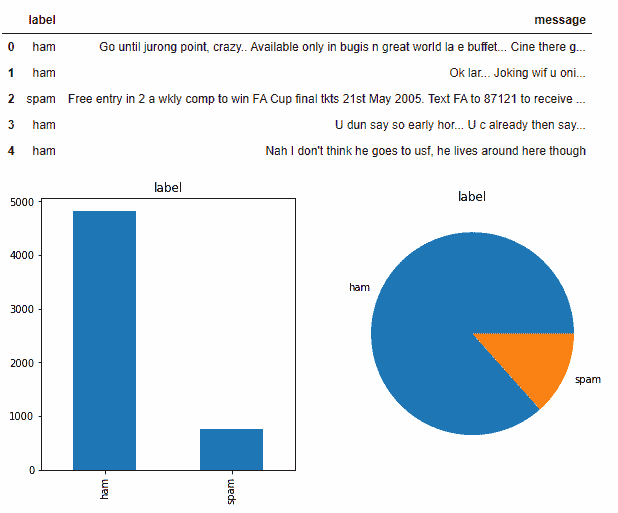 label message
0 ham Go until jurong point, crazy.. Available only in bugis n great world la e buffet... Cine there g...
1 ham Ok lar... Joking wif u oni...
2 spam Free entry in 2 a wkly comp to win FA Cup final tkts 21st May 2005. Text FA to 87121 to receive ...
3 ham U dun say so early hor... U c already then say...
4 ham Nah I don't think he goes to usf, he lives around here though
label
5000
4000
3000
2000
1000
0
ham
spam
label
ham
spam